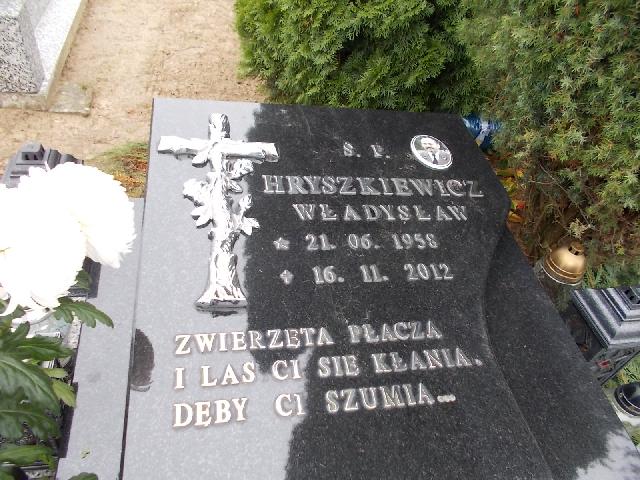 Ś. P.
HRYSZKIEWICZ
WŁADYSŁAW
☆ 21. 06. 1958
✝ 16. 11. 2012
ZWIERZĘTA PŁACZĄ
I LAS CI SIĘ KŁANIA.
DĘBY CI SZUMIĄ...